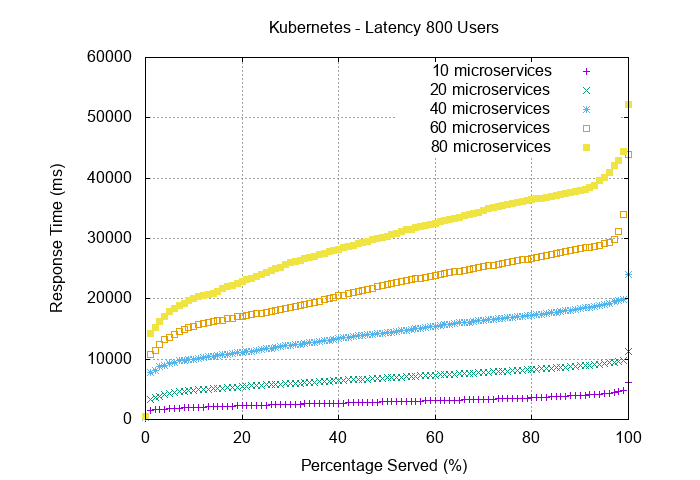 Kubernetes - Latency 800 Users
60000
50000
40000
30000
20000
10000
0
Response Time (ms)
10 microservices
20 microservices
40 microservices
60 microservices
80 microservices
0 20 40 60 80 100
Percentage Served (%)